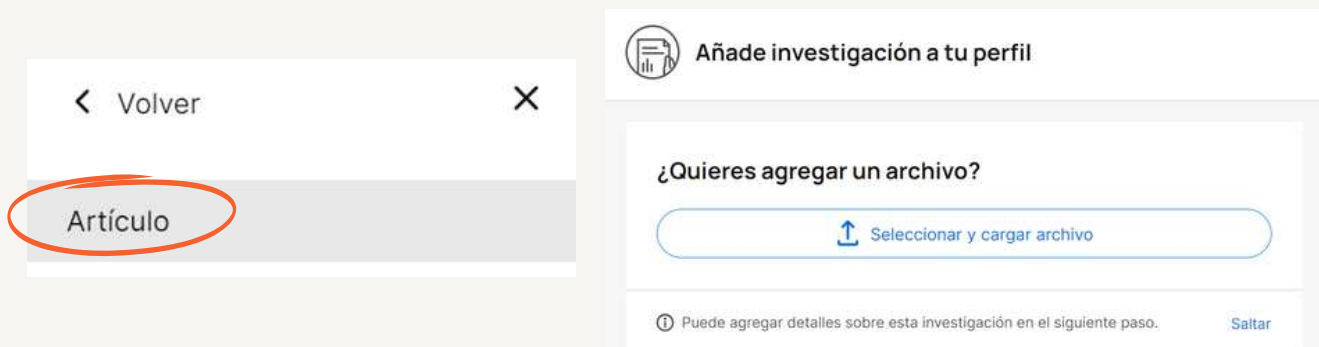 Volver
Artículo
Añade investigación a tu perfil
¿Quieres agregar un archivo?
Seleccionar y cargar archivo
Puede agregar detalles sobre esta investigación en el siguiente paso.
Saltar